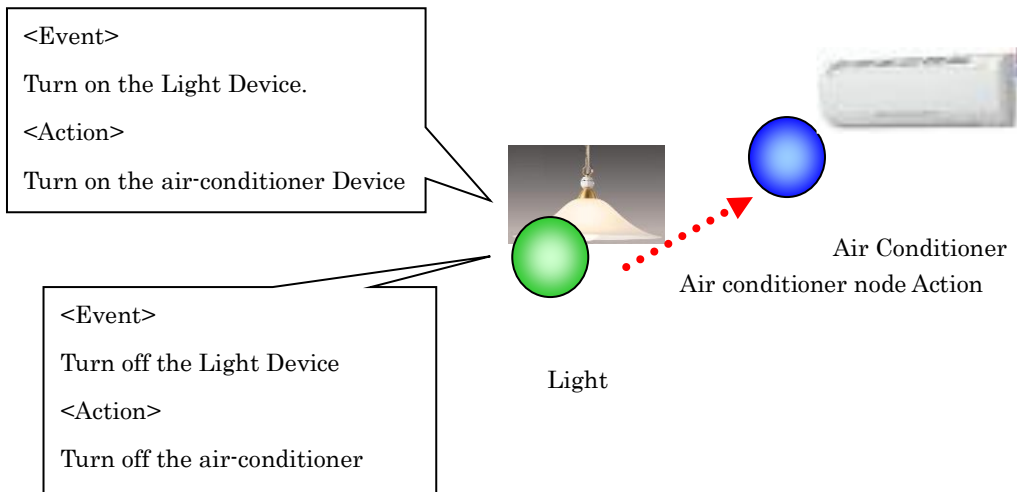 <Event>
Turn on the Light Device.
<Action>
Turn on the air-conditioner Device
Air Conditioner
Air conditioner node Action
<Event>
Turn off the Light Device
<Action>
Turn off the air-conditioner
Light